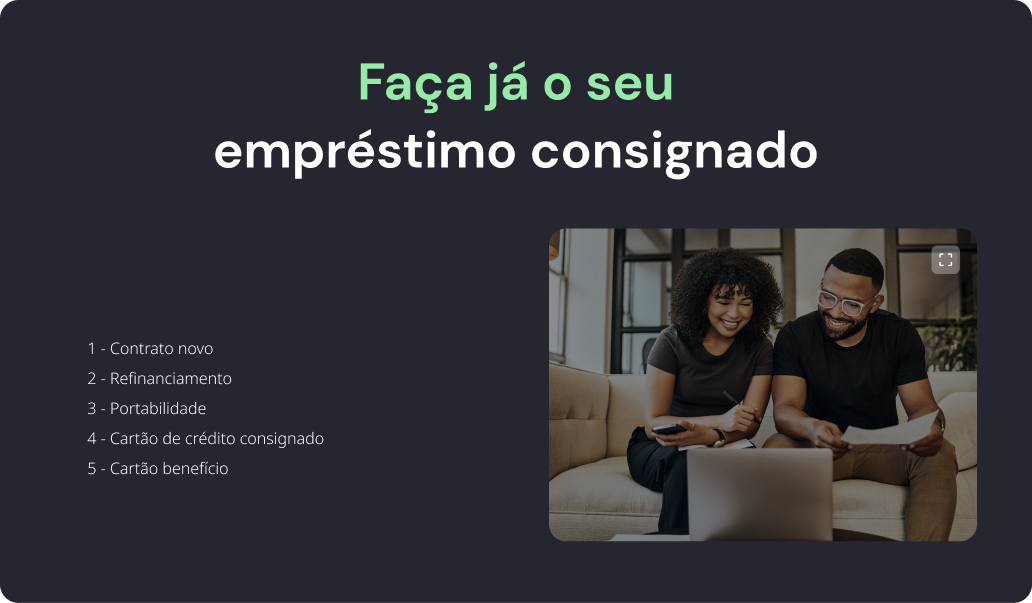 Faça já o seu
empréstimo consignado
1 - Contrato novo
2 - Refinanciamento
3 - Portabilidade
4 - Cartão de crédito consignado
5 - Cartão benefício